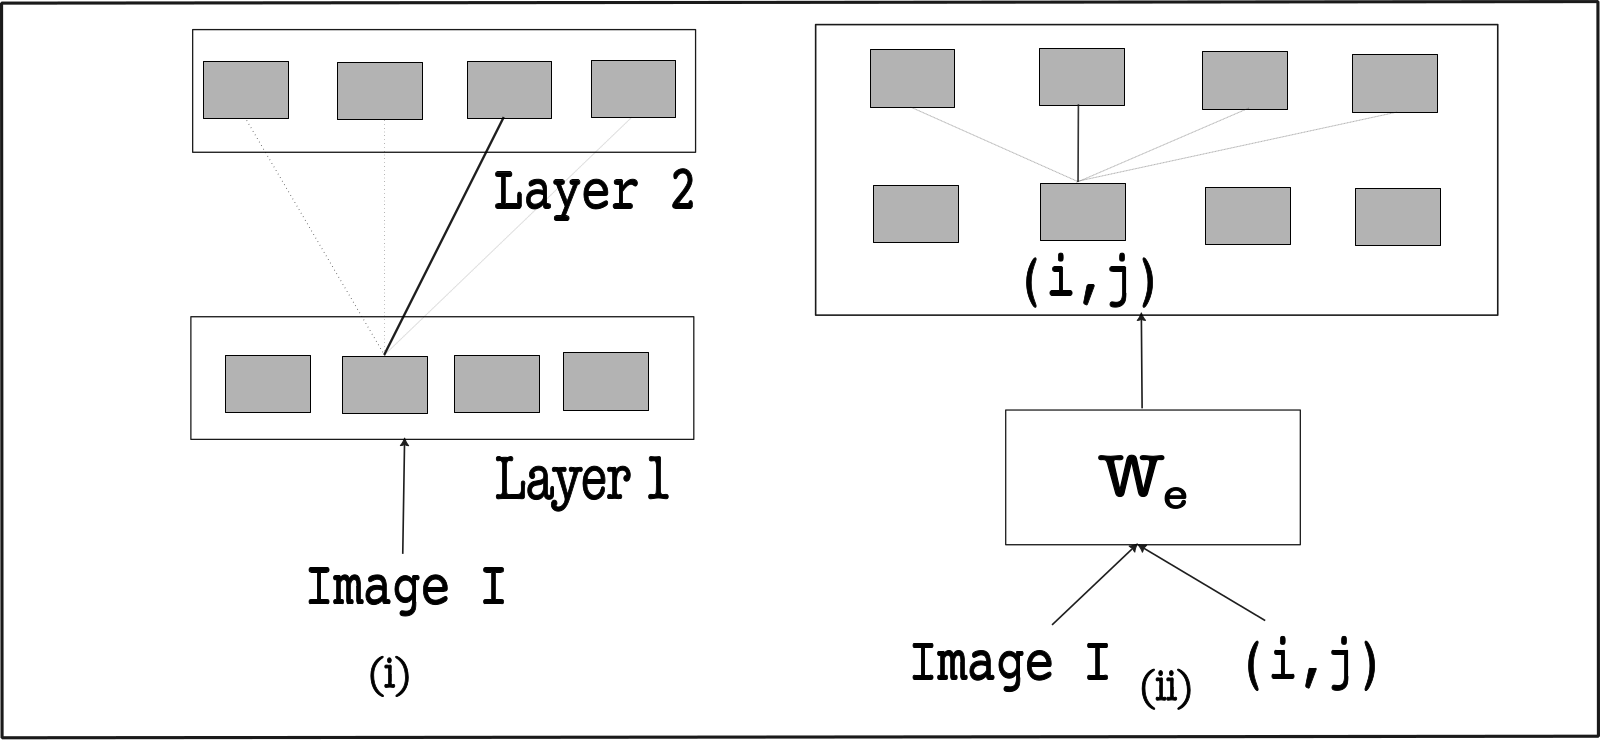 Layer 2
Layer 1
Image I
(i)
(i,j)
We
Image I
(i,j)
(ii)